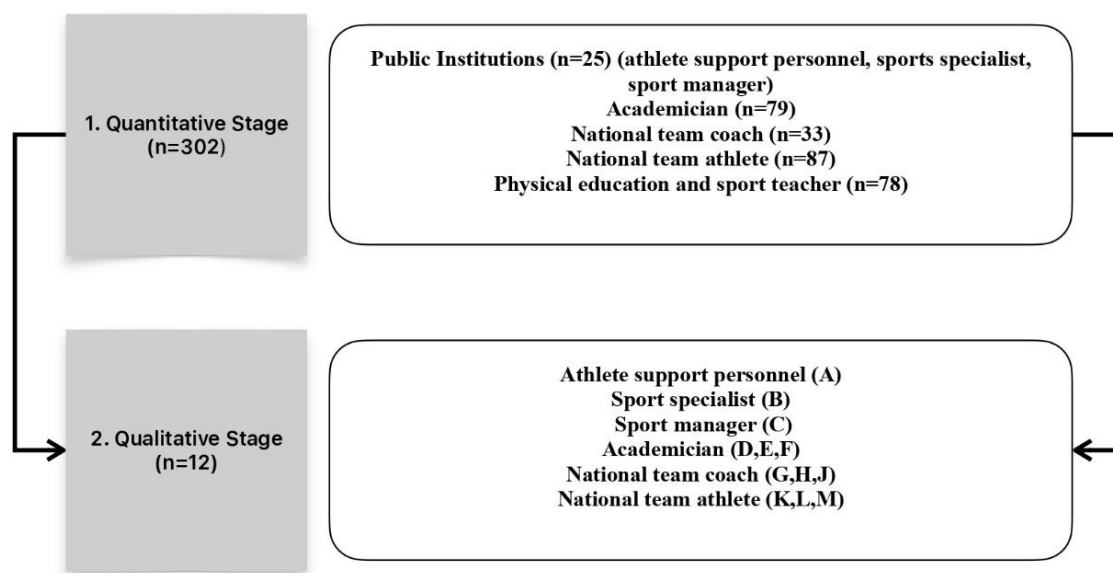 1. Quantitative Stage
(n=302)
Public Institutions (n=25) (athlete support personnel, sports specialist,
sport manager)
Academician (n=79)
National team coach (n=33)
National team athlete (n=87)
Physical education and sport teacher (n=78)
2. Qualitative Stage
(n=12)
Athlete support personnel (A)
Sport specialist (B)
Sport manager (C)
Academician (D,E,F)
National team coach (G,H,J)
National team athlete (K,L,M)